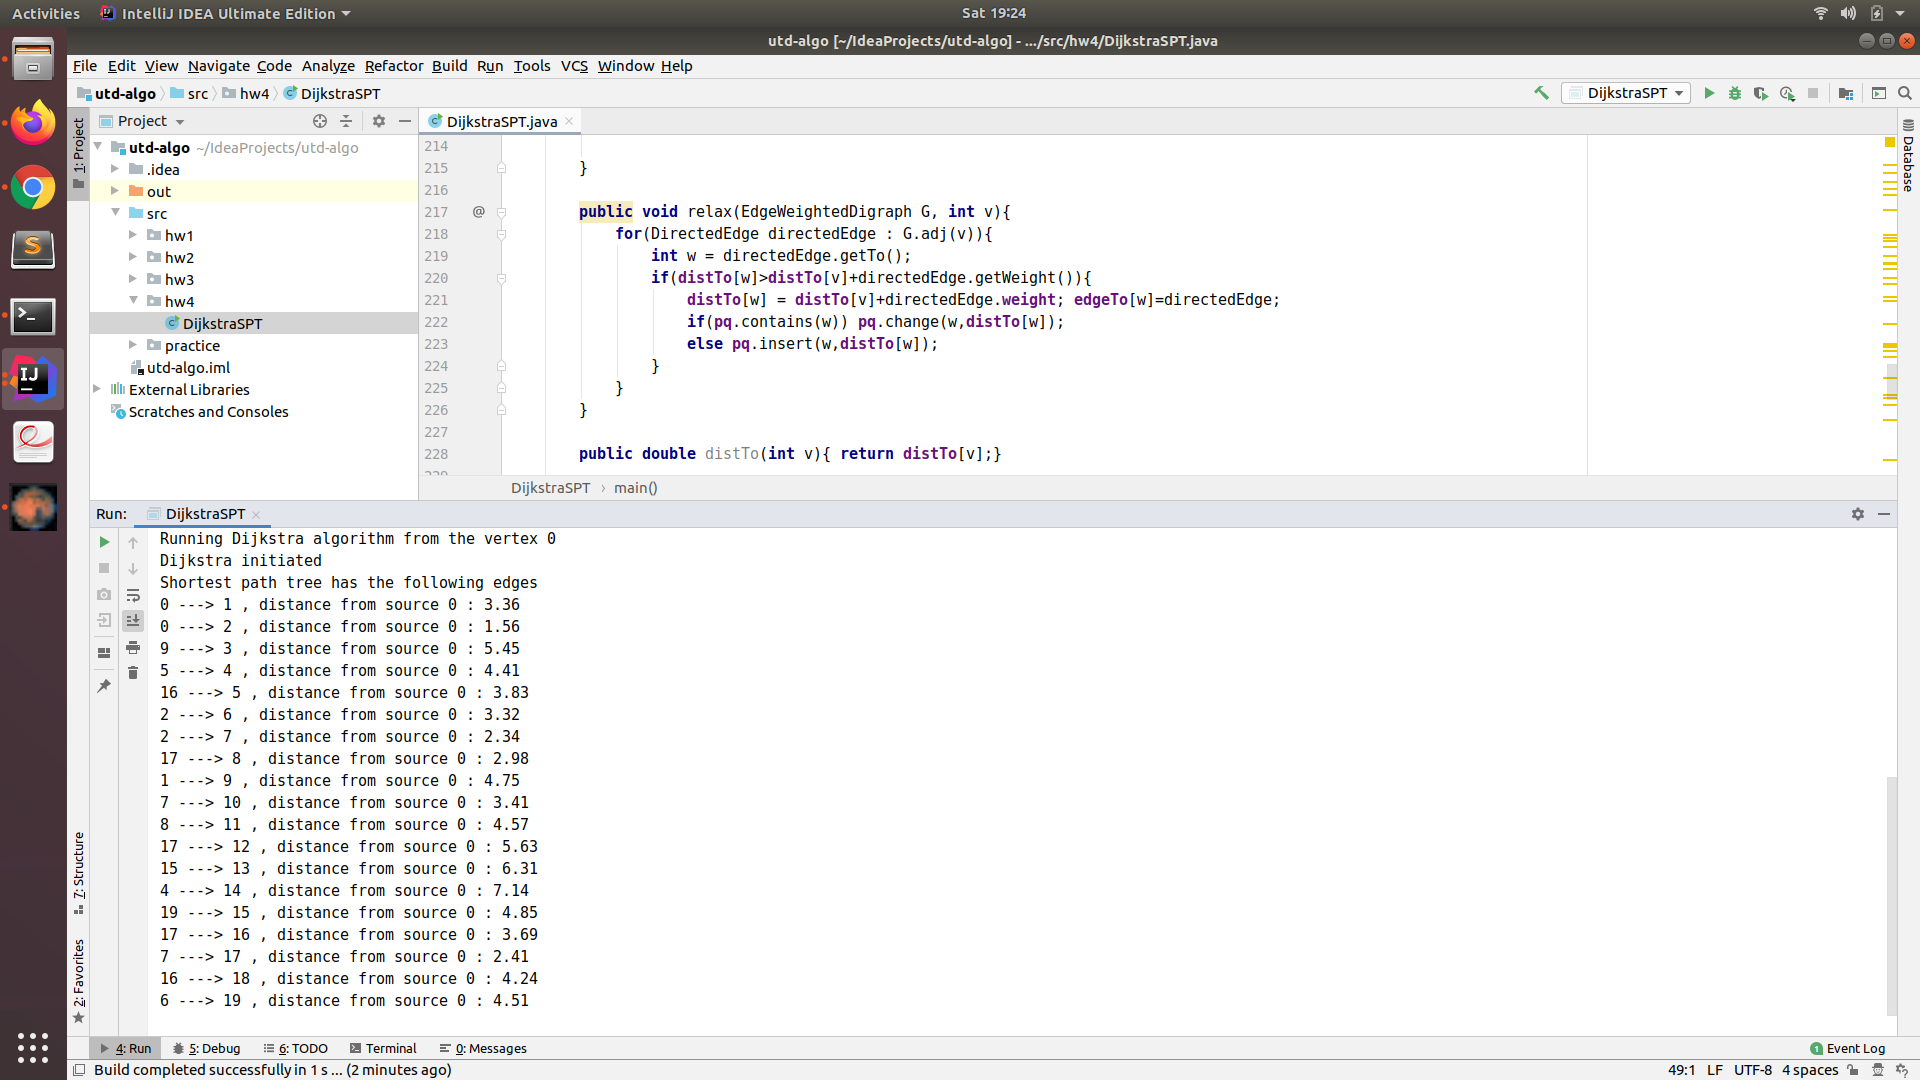 Activities
IntelliJ IDEA Ultimate Edition
Sat 19:24
utd-algo [~/IdeaProjects/utd-algo] - .../src/hw4/DijkstraSPT.java
File Edit View Navigate Code Analyze Refactor Build Run Tools VCS Window Help
utd-algo src hw4 DijkstraSPT
DijkstraSPT
1: Project
Project
utd-algo ~/IdeaProjects/utd-algo
.idea
out
src
hw1
hw2
hw3
hw4
DijkstraSPT
practice
utd-algo.iml
External Libraries
Scratches and Consoles
DijkstraSPT.java
214
215 }
216
217 @ public void relax(EdgeWeightedDigraph G, int v){
218 for(DirectedEdge directedEdge : G.adj(v)){
219 int w = directedEdge.getTo();
220 if(distTo[w]>distTo[v]+directedEdge.getWeight()){
221 distTo[w] = distTo[v]+directedEdge.weight; edgeTo[w]=directedEdge;
222 if(pq.contains(w)) pq.change(w,distTo[w]);
223 else pq.insert(w,distTo[w]);
224 }
225 }
226 }
227
228 public double distTo(int v){ return distTo[v];}
DijkstraSPT › main()
Database
Run: DijkstraSPT
Running Dijkstra algorithm from the vertex 0
Dijkstra initiated
Shortest path tree has the following edges
0 ---> 1 , distance from source 0 : 3.36
0 ---> 2 , distance from source 0 : 1.56
9 ---> 3 , distance from source 0 : 5.45
5 ---> 4 , distance from source 0 : 4.41
16 ---> 5 , distance from source 0 : 3.83
2 ---> 6 , distance from source 0 : 3.32
2 ---> 7 , distance from source 0 : 2.34
17 ---> 8 , distance from source 0 : 2.98
1 ---> 9 , distance from source 0 : 4.75
7 ---> 10 , distance from source 0 : 3.41
8 ---> 11 , distance from source 0 : 4.57
17 ---> 12 , distance from source 0 : 5.63
15 ---> 13 , distance from source 0 : 6.31
4 ---> 14 , distance from source 0 : 7.14
19 ---> 15 , distance from source 0 : 4.85
17 ---> 16 , distance from source 0 : 3.69
7 ---> 17 , distance from source 0 : 2.41
16 ---> 18 , distance from source 0 : 4.24
6 ---> 19 , distance from source 0 : 4.51
7: Structure
2: Favorites
4: Run 5: Debug 6: TODO Terminal 0: Messages
1 Event Log
Build completed successfully in 1 s ... (2 minutes ago)
49:1 LF UTF-8 4 spaces